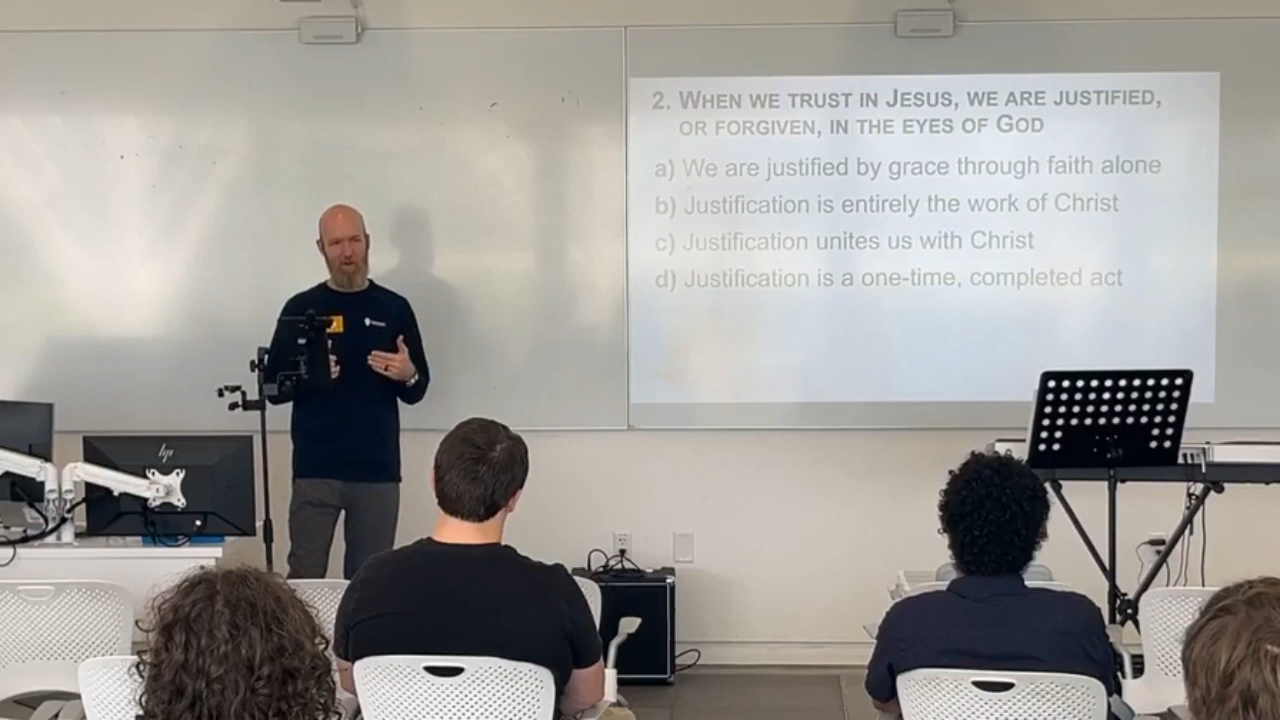 2. WHEN WE TRUST IN JESUS, WE ARE JUSTIFIED,
OR FORGIVEN, IN THE EYES OF GOD
a) We are justified by grace through faith alone
b) Justification is entirely the work of Christ
c) Justification unites us with Christ
d) Justification is a one-time, completed act
hp